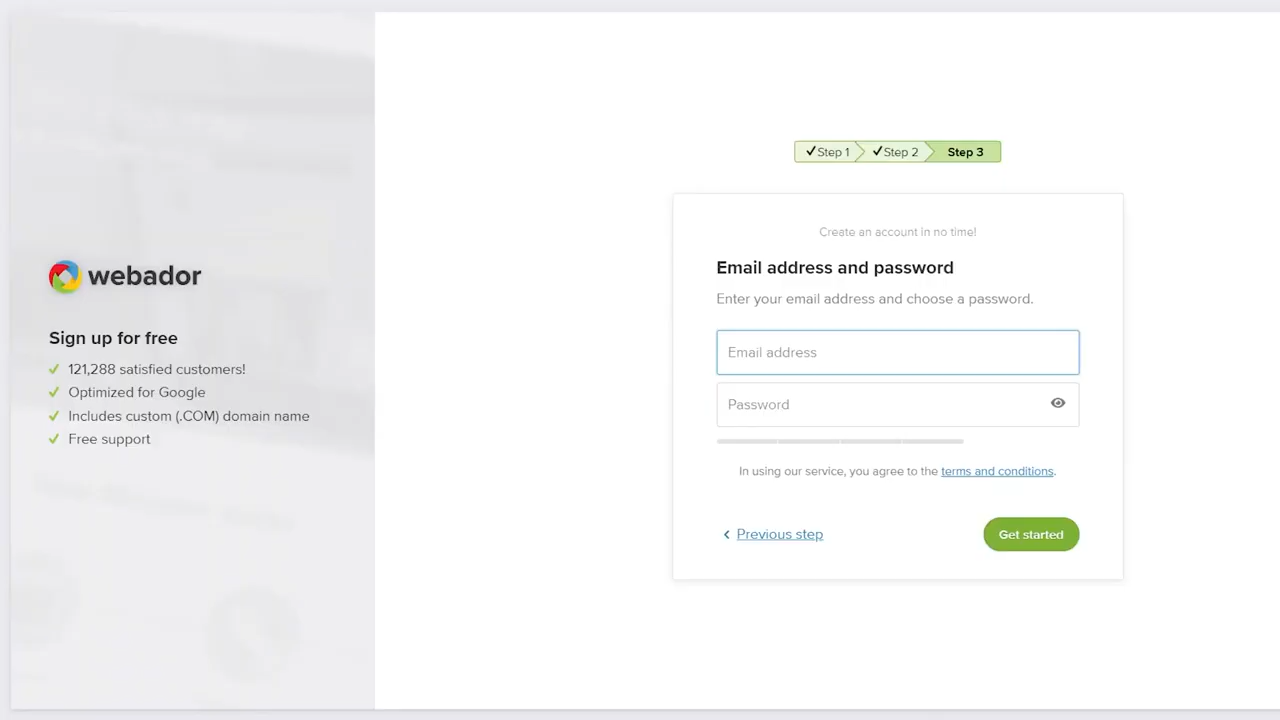 webador
Sign up for free
121,288 satisfied customers!
Optimized for Google
Includes custom (.COM) domain name
Free support
Step 1
Step 2
Step 3
Create an account in no time!
Email address and password
Enter your email address and choose a password.
Email address
Password
In using our service, you agree to the terms and conditions.
Previous step
Get started